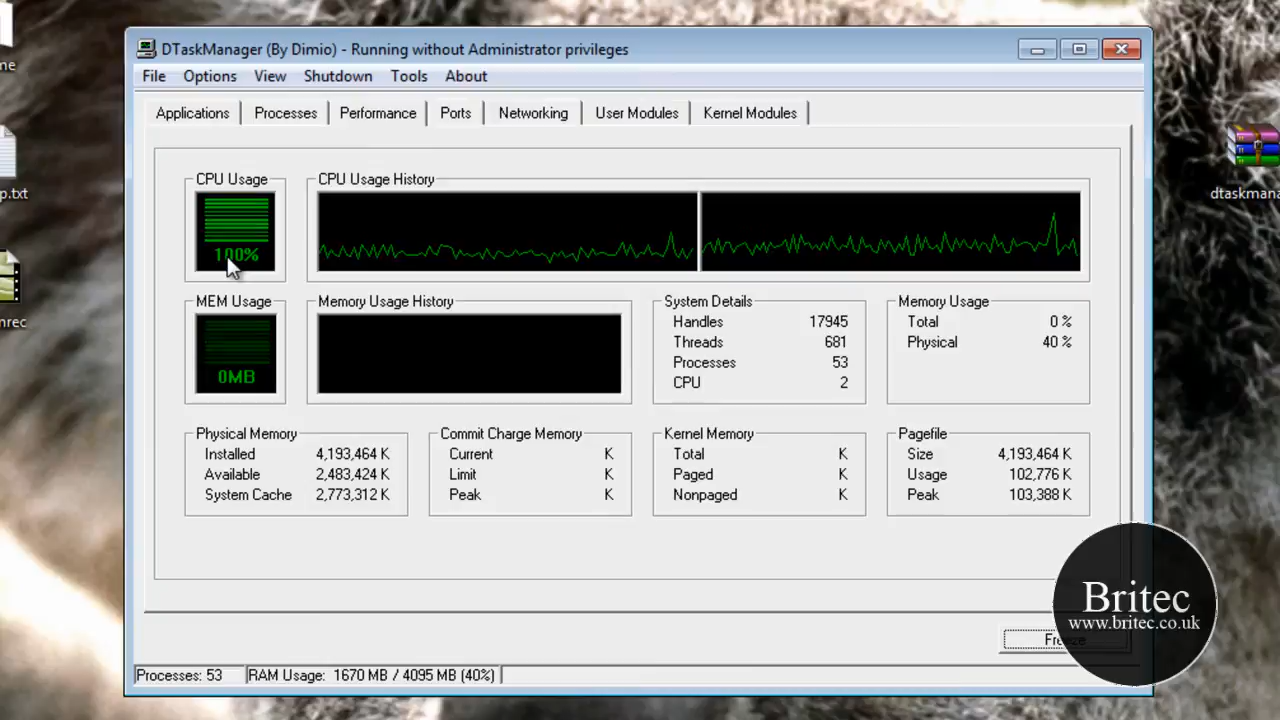 DTaskManager (By Dimio) - Running without Administrator privileges
File Options View Shutdown Tools About
Applications Processes Performance Ports Networking User Modules Kernel Modules
CPU Usage
100%
CPU Usage History
MEM Usage
0MB
Memory Usage History
System Details
Handles 17945
Threads 681
Processes 53
CPU 2
Memory Usage
Total 0 %
Physical 40 %
Physical Memory
Installed 4,193,464 K
Available 2,483,424 K
System Cache 2,773,312 K
Commit Charge Memory
Current K
Limit K
Peak K
Kernel Memory
Total K
Paged K
Nonpaged K
Pagefile
Size 4,193,464 K
Usage 102,776 K
Peak 103,388 K
Freeze
Processes: 53 RAM Usage: 1670 MB / 4095 MB (40%)
me
p.txt
nrec
dtaskmana
Britec
www.britec.co.uk